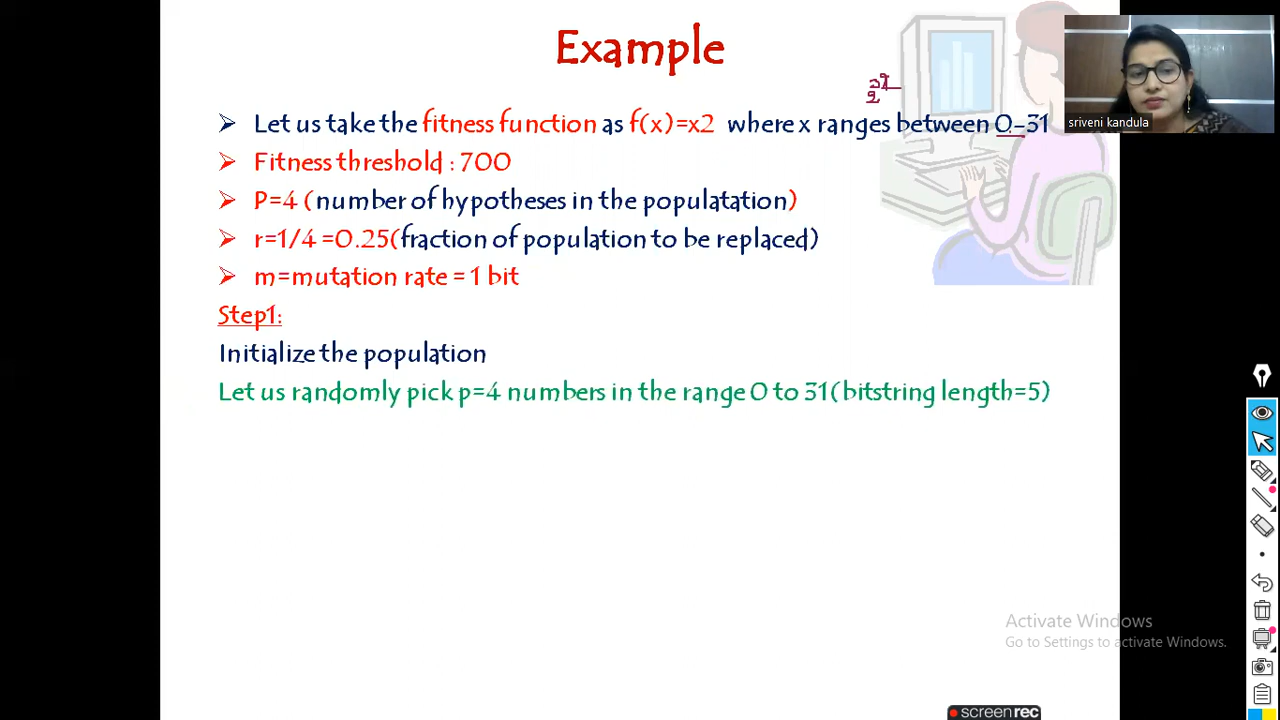 Example
Let us take the fitness function as f(x)=x2 where x ranges between 0-31
sriveni kandula
Fitness threshold : 700
P=4 (number of hypotheses in the populatation)
r=1/4 =0.25(fraction of population to be replaced)
m=mutation rate = 1 bit
Step1:
Initialize the population
Let us randomly pick p=4 numbers in the range 0 to 31(bitstring length=5)
Activate Windows
Go to Settings to activate Windows.
screenrec